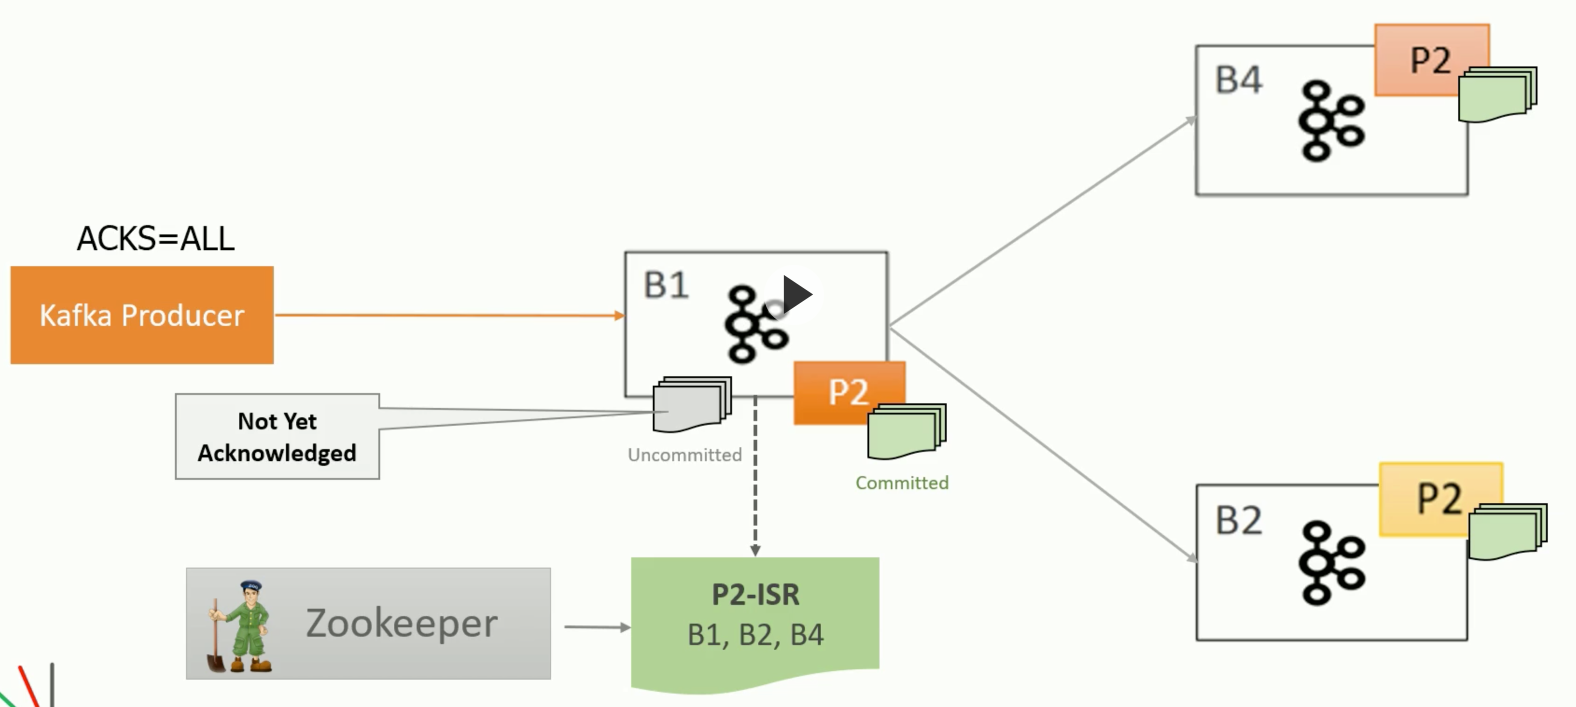 ACKS=ALL
Kafka Producer
B1
P2
B4
P2
B2
P2
Not Yet
Acknowledged
Uncommitted
Committed
Zookeeper
P2-ISR
B1, B2, B4